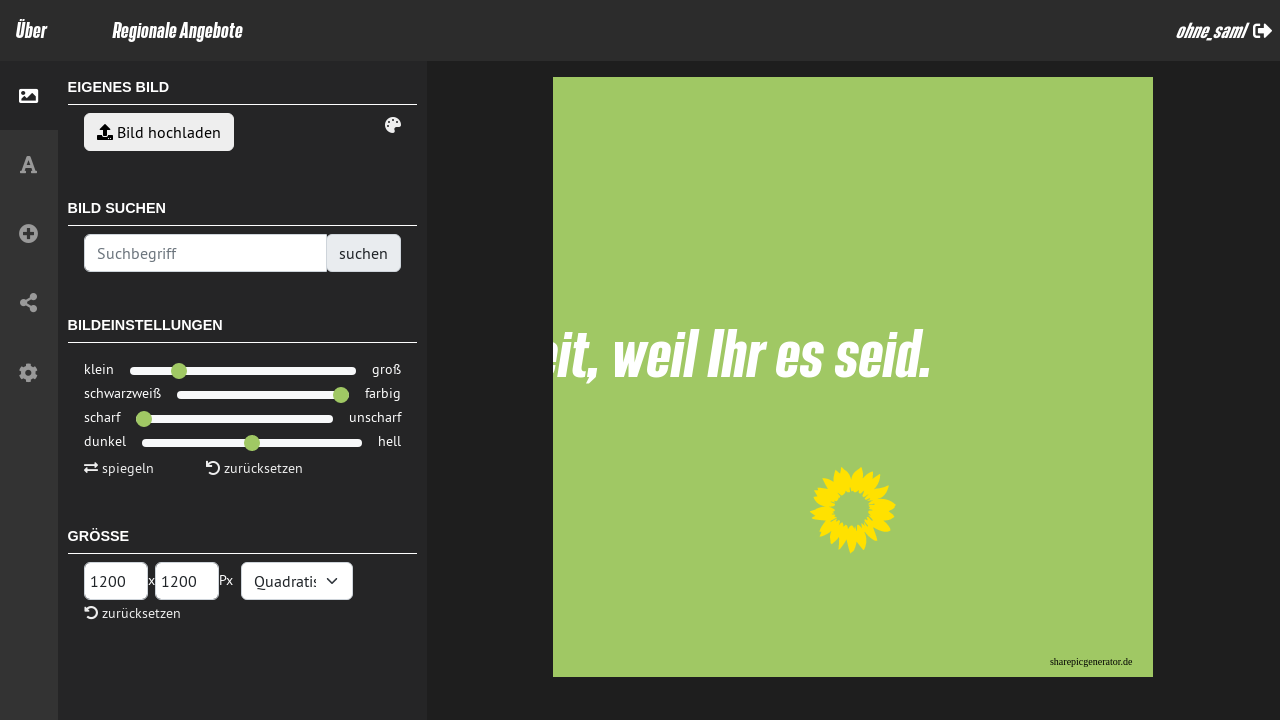 Über
Regionale Angebote
ohne_saml
EIGENES BILD
Bild hochladen
BILD SUCHEN
Suchbegriff
suchen
BILDEINSTELLUNGEN
klein
groß
schwarzweiß
farbig
scharf
unscharf
dunkel
hell
spiegeln
zurücksetzen
GRÖSSE
1200 x 1200 Px
Quadratis
zurücksetzen
eit, weil Ihr es seid.
sharepicgenerator.de